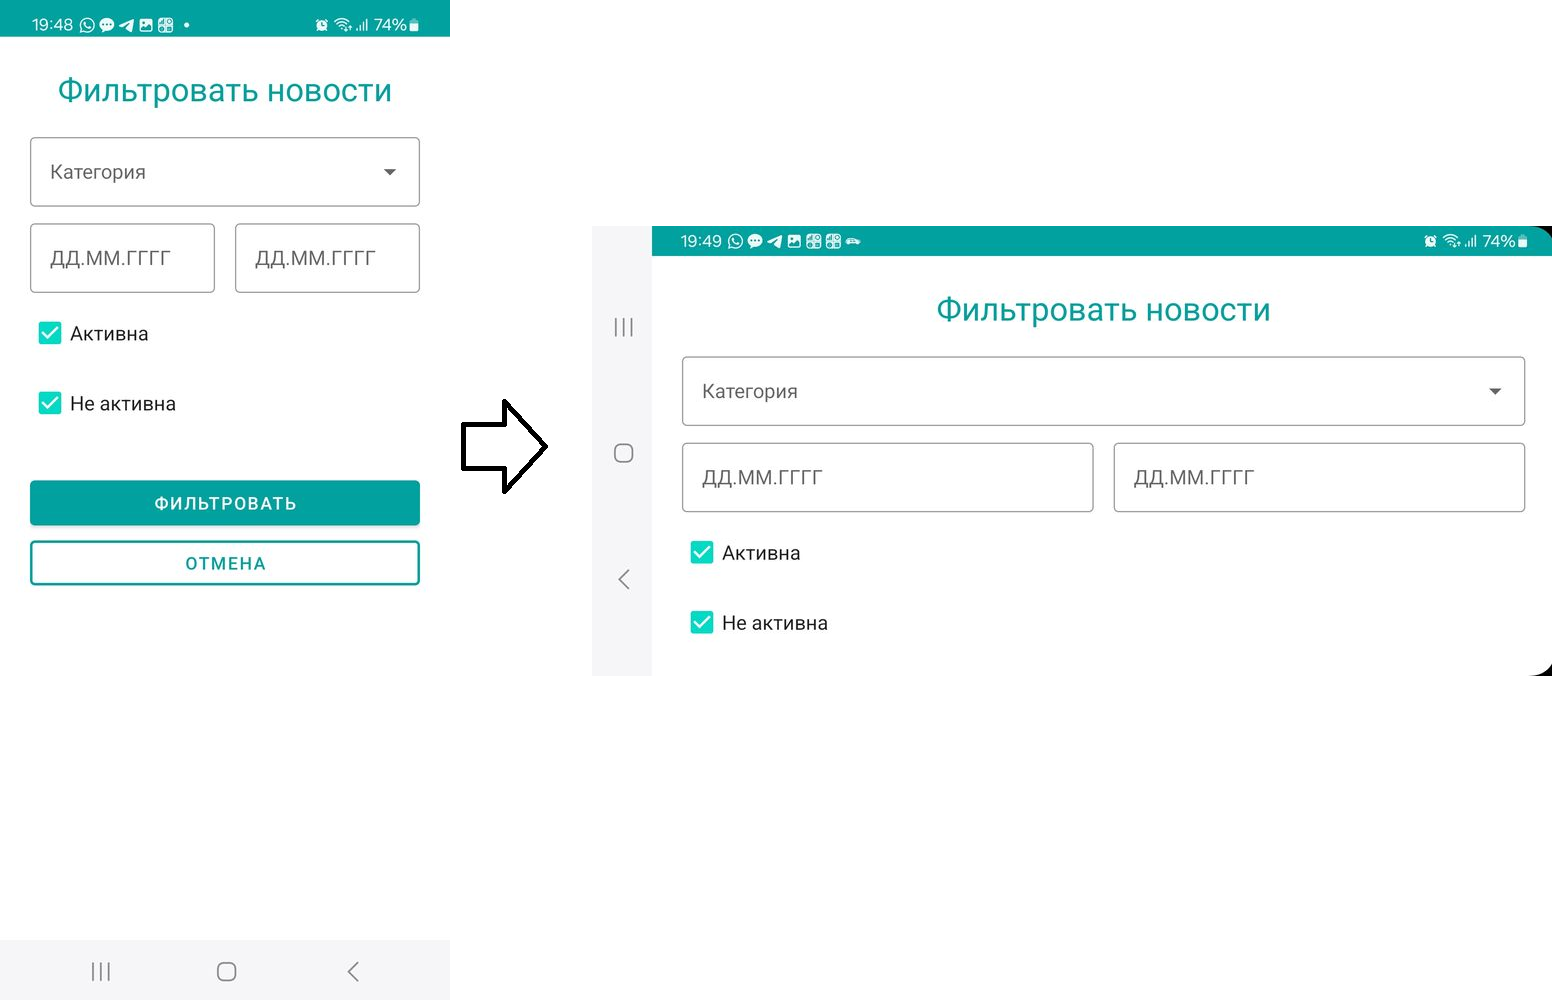 19:48 74%
Фильтровать новости
Категория
ДД.ММ.ГГГГ ДД.ММ.ГГГГ
Активна
Не активна
ФИЛЬТРОВАТЬ
ОТМЕНА
19:49 74%
Фильтровать новости
Категория
ДД.ММ.ГГГГ ДД.ММ.ГГГГ
Активна
Не активна